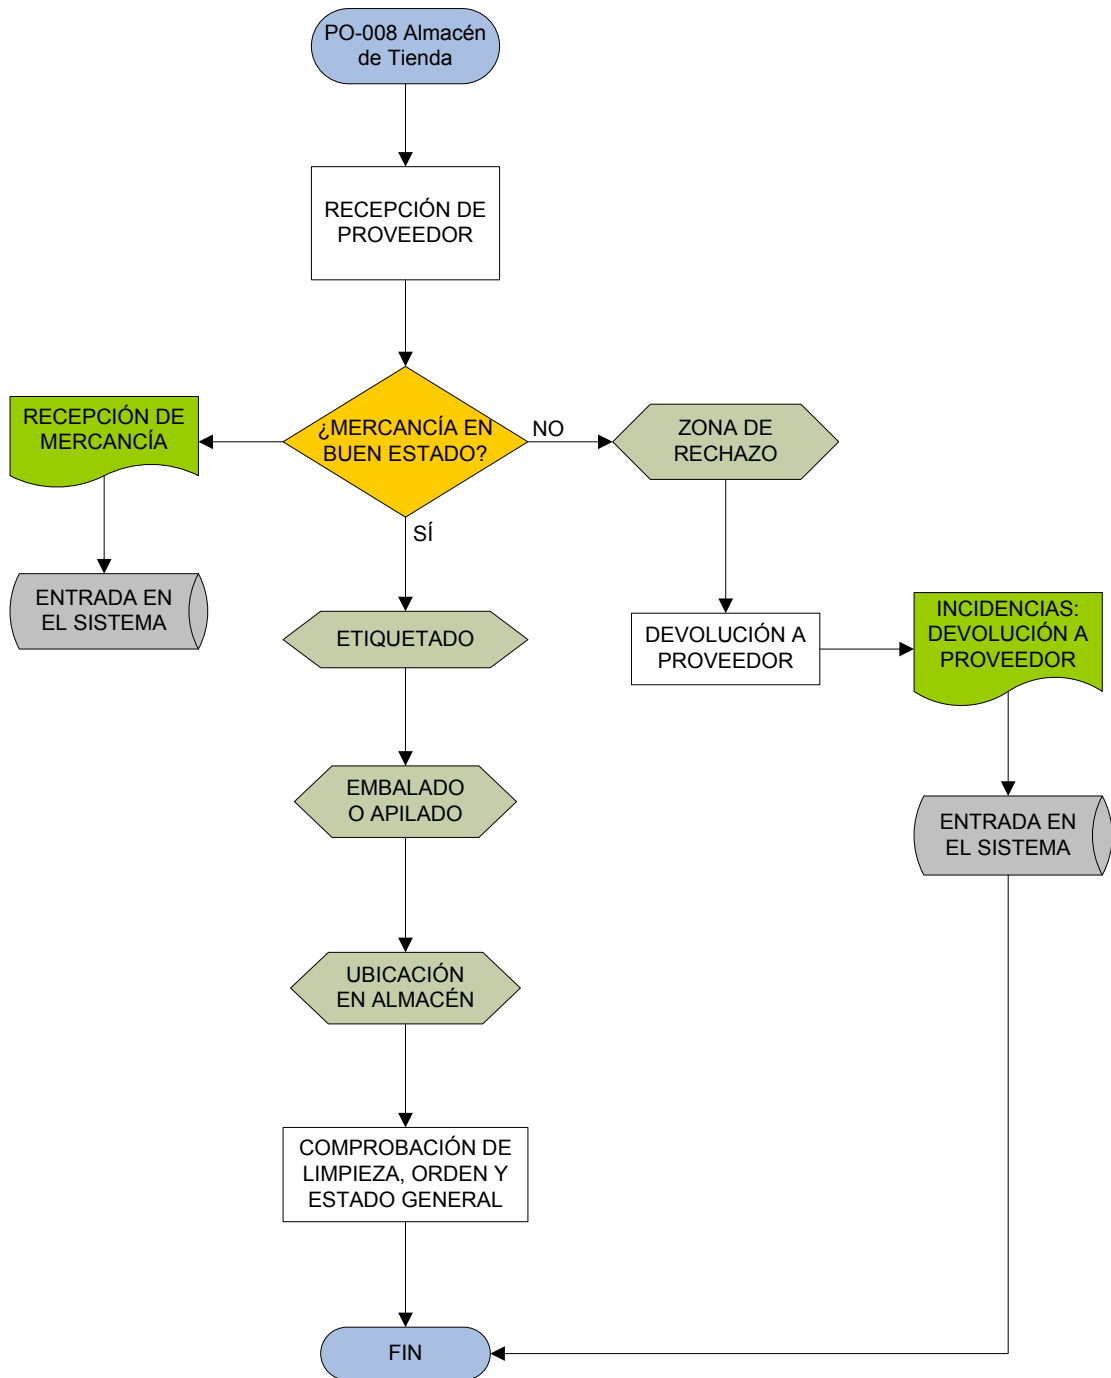 PO-008 Almacén
de Tienda
RECEPCIÓN DE
PROVEEDOR
RECEPCIÓN DE
MERCANCÍA
¿MERCANCÍA EN
BUEN ESTADO?
NO
ZONA DE
RECHAZO
SÍ
ENTRADA EN
EL SISTEMA
ETIQUETADO
DEVOLUCIÓN A
PROVEEDOR
INCIDENCIAS:
DEVOLUCIÓN A
PROVEEDOR
EMBALADO
O APILADO
ENTRADA EN
EL SISTEMA
UBICACIÓN
EN ALMACÉN
COMPROBACIÓN DE
LIMPIEZA, ORDEN Y
ESTADO GENERAL
FIN